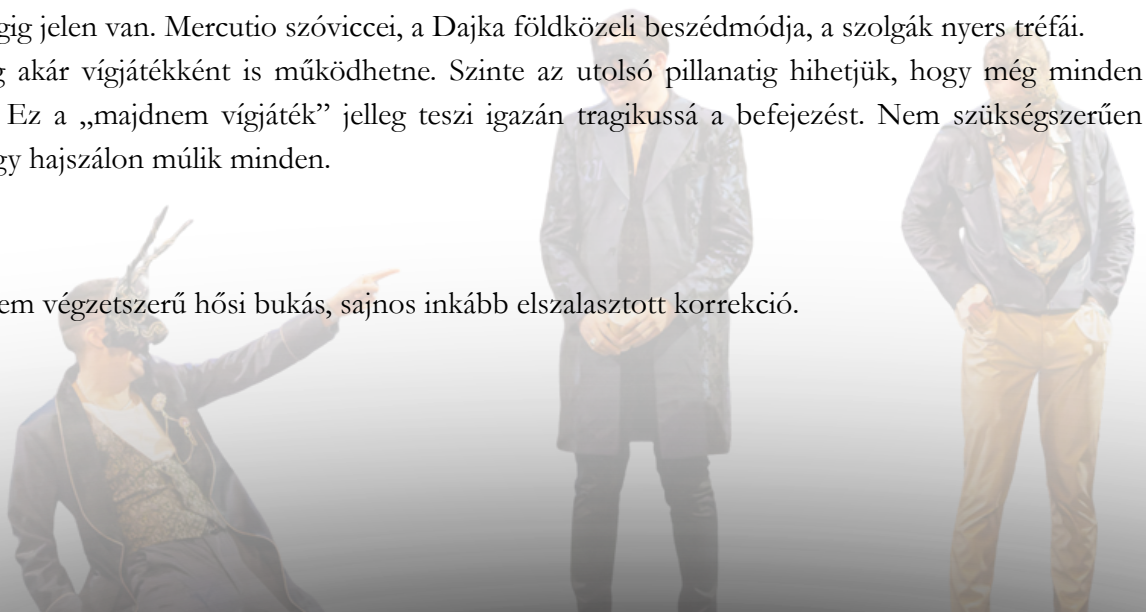 gig jelen van. Mercutio szóviccei, a Dajka földközeli beszédmódja, a szolgák nyers tréfái.
g akár vígjátékként is működhetne. Szinte az utolsó pillanatig hihetjük, hogy még minden
Ez a „majdnem vígjáték” jelleg teszi igazán tragikussá a befejezést. Nem szükségszerűen
gy hajszálon múlik minden.
em végzetszerű hősi bukás, sajnos inkább elszalasztott korrekció.